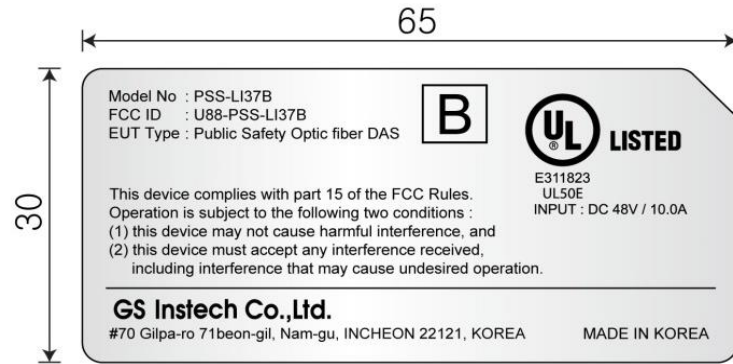 65
30
Model No : PSS-LI37B
FCC ID : U88-PSS-LI37B
EUT Type : Public Safety Optic fiber DAS
B
UL
®
LISTED
E311823
UL50E
INPUT : DC 48V / 10.0A
This device complies with part 15 of the FCC Rules.
Operation is subject to the following two conditions :
(1) this device may not cause harmful interference, and
(2) this device must accept any interference received,
including interference that may cause undesired operation.
GS Instech Co.,Ltd.
#70 Gilpa-ro 71beon-gil, Nam-gu, INCHEON 22121, KOREA
MADE IN KOREA